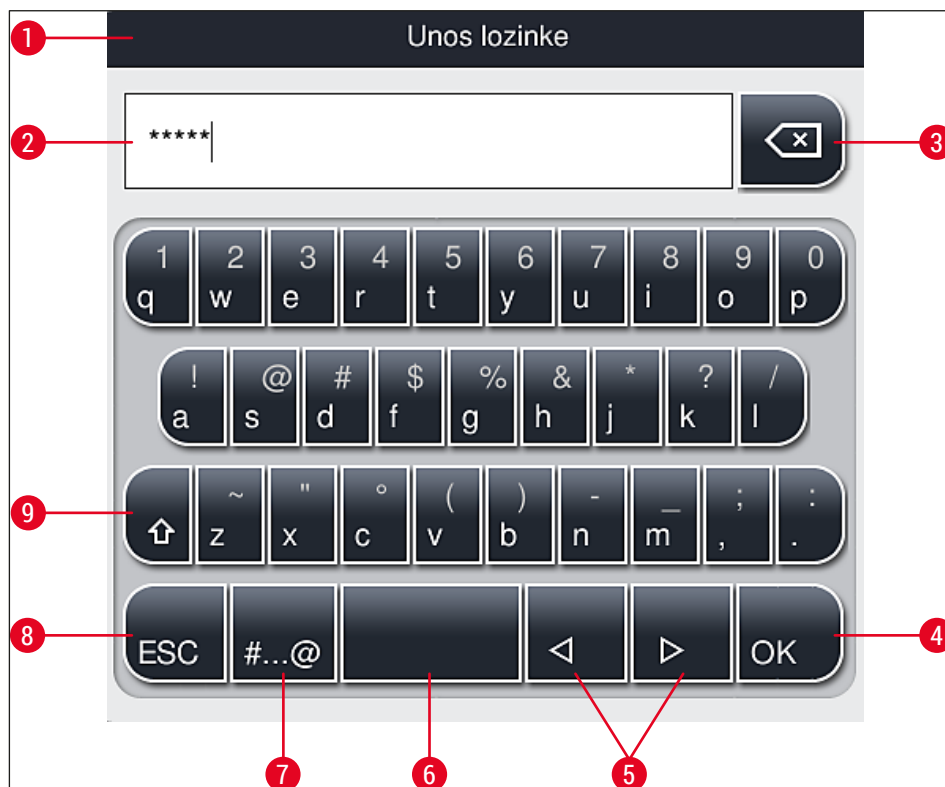 1 Unos lozinke
2 ***** 3
1 2 3 4 5 6 7 8 9 0
q w e r t y u i o p
! @ # $ % & * ? /
a s d f g h j k l
~ " ° ( ) - _ ; :
9 z x c v b n m , .
8 ESC #...@ OK 4
7 6 5